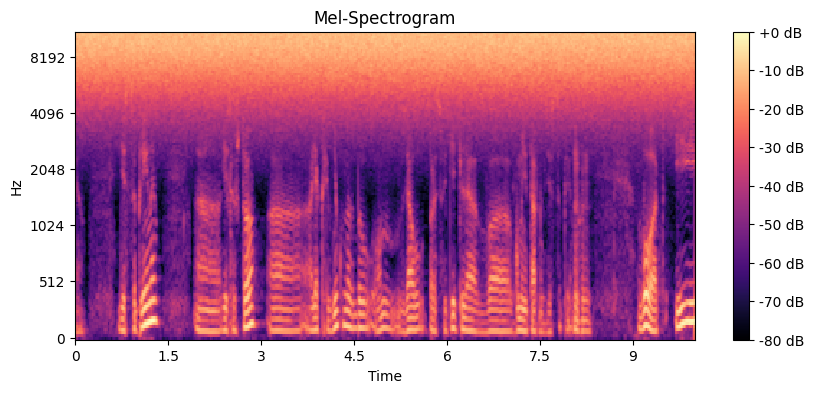 Mel-Spectrogram
+0 dB
8192
-10 dB
-20 dB
4096
-30 dB
2048
-40 dB
Hz
1024
-50 dB
-60 dB
512
-70 dB
0
-80 dB
0 1.5 3 4.5 6 7.5 9
Time